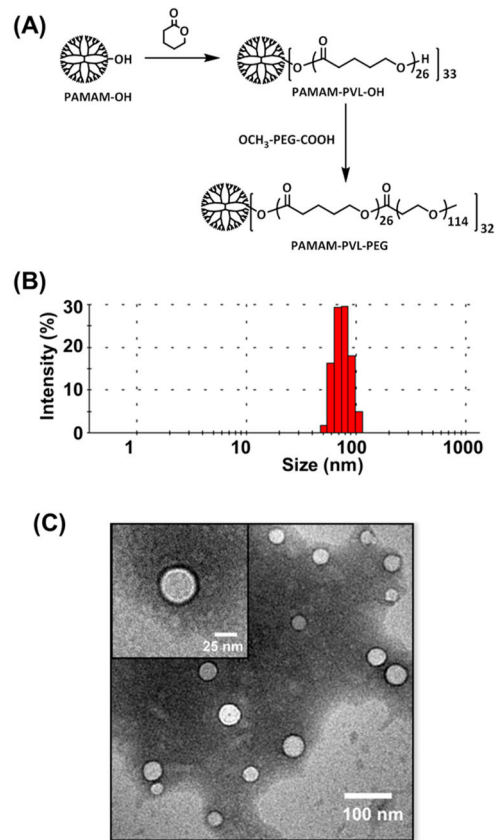 (A)
O
O
OH
PAMAM-OH
O
O
O
H
26
33
PAMAM-PVL-OH
OCH₃-PEG-COOH
O
O
O
O
O
26
114
32
PAMAM-PVL-PEG
(B)
Intensity (%)
30
20
10
0
1
10
100
1000
Size (nm)
(C)
25 nm
100 nm